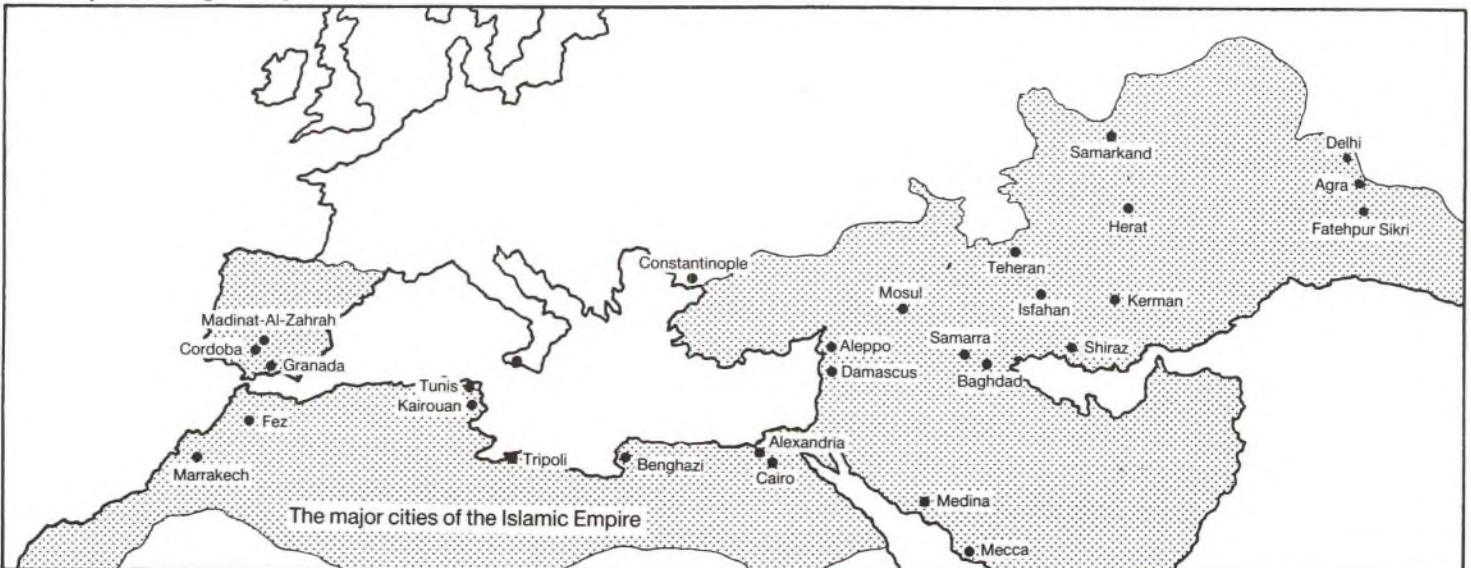 Samarkand
Delhi
Agra
Herat
Fatehpur Sikri
Teheran
Constantinople
Mosul
Isfahan
Kerman
Madinat-Al-Zahrah
Cordoba
Granada
Aleppo
Samarra
Shiraz
Damascus
Baghdad
Tunis
Kairouan
Fez
Alexandria
Tripoli
Benghazi
Marrakech
Cairo
Medina
The major cities of the Islamic Empire
Mecca